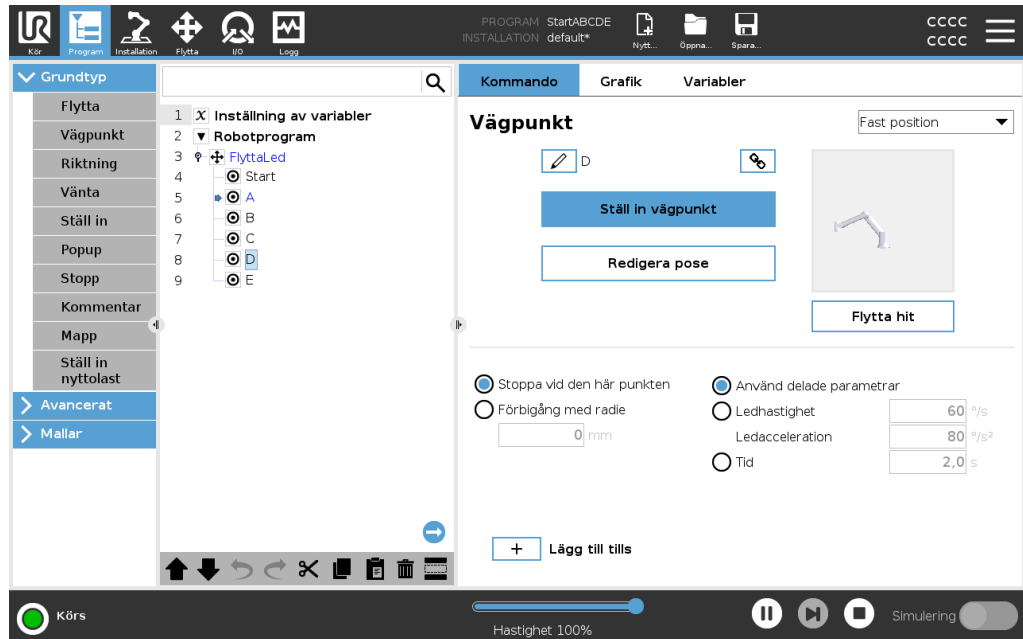 UR
Kör
Program
Installation
Flytta
I/O
Logg
PROGRAM StartABCDE
INSTALLATION default*
Nytt...
Öppna...
Spara...
CCCC
CCCC
Grundtyp
Flytta
Vägpunkt
Riktning
Vänta
Ställ in
Popup
Stopp
Kommentar
Mapp
Ställ in
nyttolast
Avancerat
Mallar
1 X Inställning av variabler
2 Robotprogram
3 FlyttaLed
4 Start
5 A
6 B
7 C
8 D
9 E
Kommando
Grafik
Variabler
Vägpunkt
Fast position
D
Ställ in vägpunkt
Redigera pose
Flytta hit
Stoppa vid den här punkten
Förbigång med radie
0 mm
Använd delade parametrar
Ledhastighet 60 °/s
Ledacceleration 80 °/s²
Tid 2,0 s
+ Lägg till tills
Körs
Hastighet 100%
Simulering